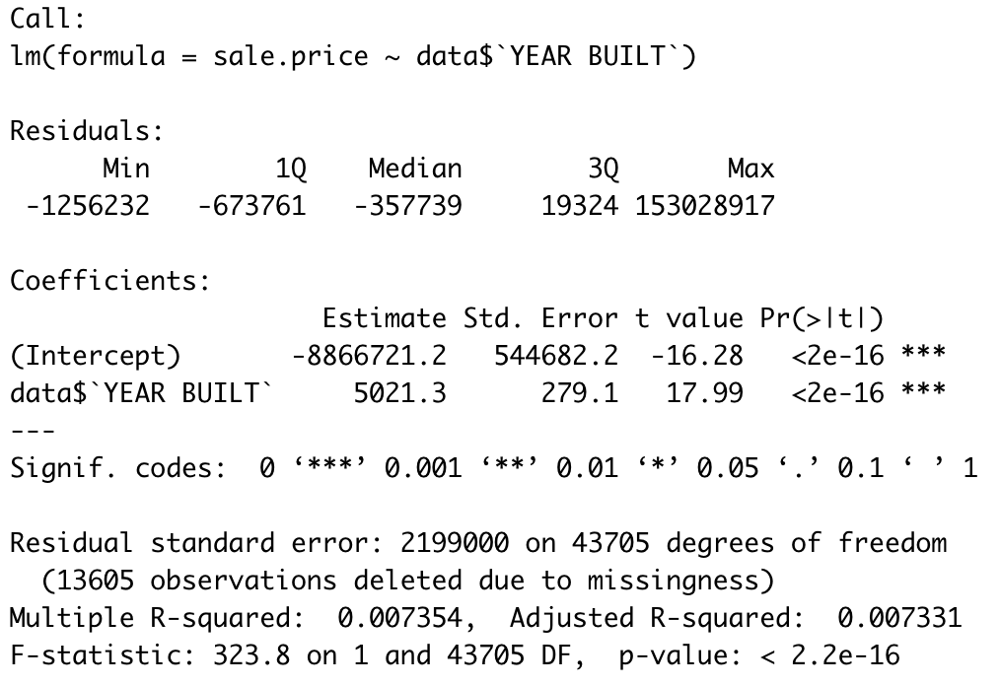 Call:
lm(formula = sale.price ~ data$`YEAR BUILT`)
Residuals:
Min 1Q Median 3Q Max
-1256232 -673761 -357739 19324 153028917
Coefficients:
Estimate Std. Error t value Pr(>|t|)
(Intercept) -8866721.2 544682.2 -16.28 <2e-16 ***
data$`YEAR BUILT` 5021.3 279.1 17.99 <2e-16 ***
---
Signif. codes: 0 ‘***’ 0.001 ‘**’ 0.01 ‘*’ 0.05 ‘.’ 0.1 ‘ ’ 1
Residual standard error: 2199000 on 43705 degrees of freedom
(13605 observations deleted due to missingness)
Multiple R-squared: 0.007354, Adjusted R-squared: 0.007331
F-statistic: 323.8 on 1 and 43705 DF, p-value: < 2.2e-16